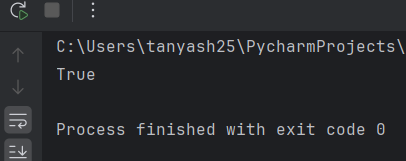 C:\Users\tanyash25\PycharmProjects\
True
Process finished with exit code 0